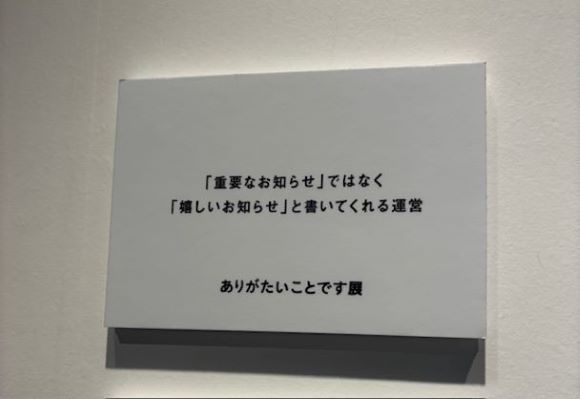 「重要なお知らせ」ではなく
「嬉しいお知らせ」と書いてくれる運営
ありがたいことです展